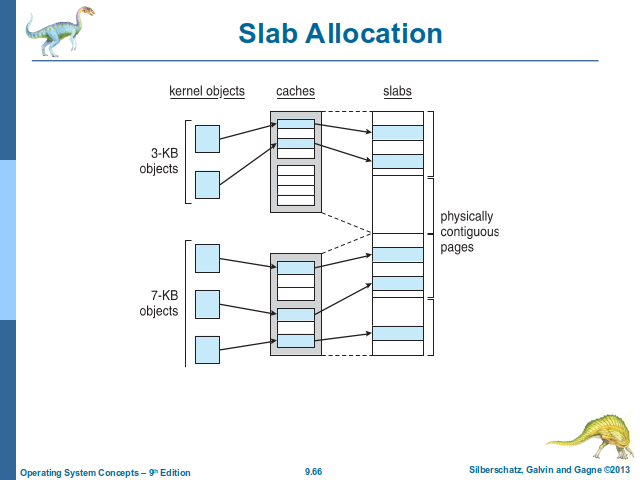 Slab Allocation
kernel objects
caches
slabs
3-KB
objects
physically
contiguous
pages
7-KB
objects
Operating System Concepts – 9th Edition
9.66
Silberschatz, Galvin and Gagne ©2013